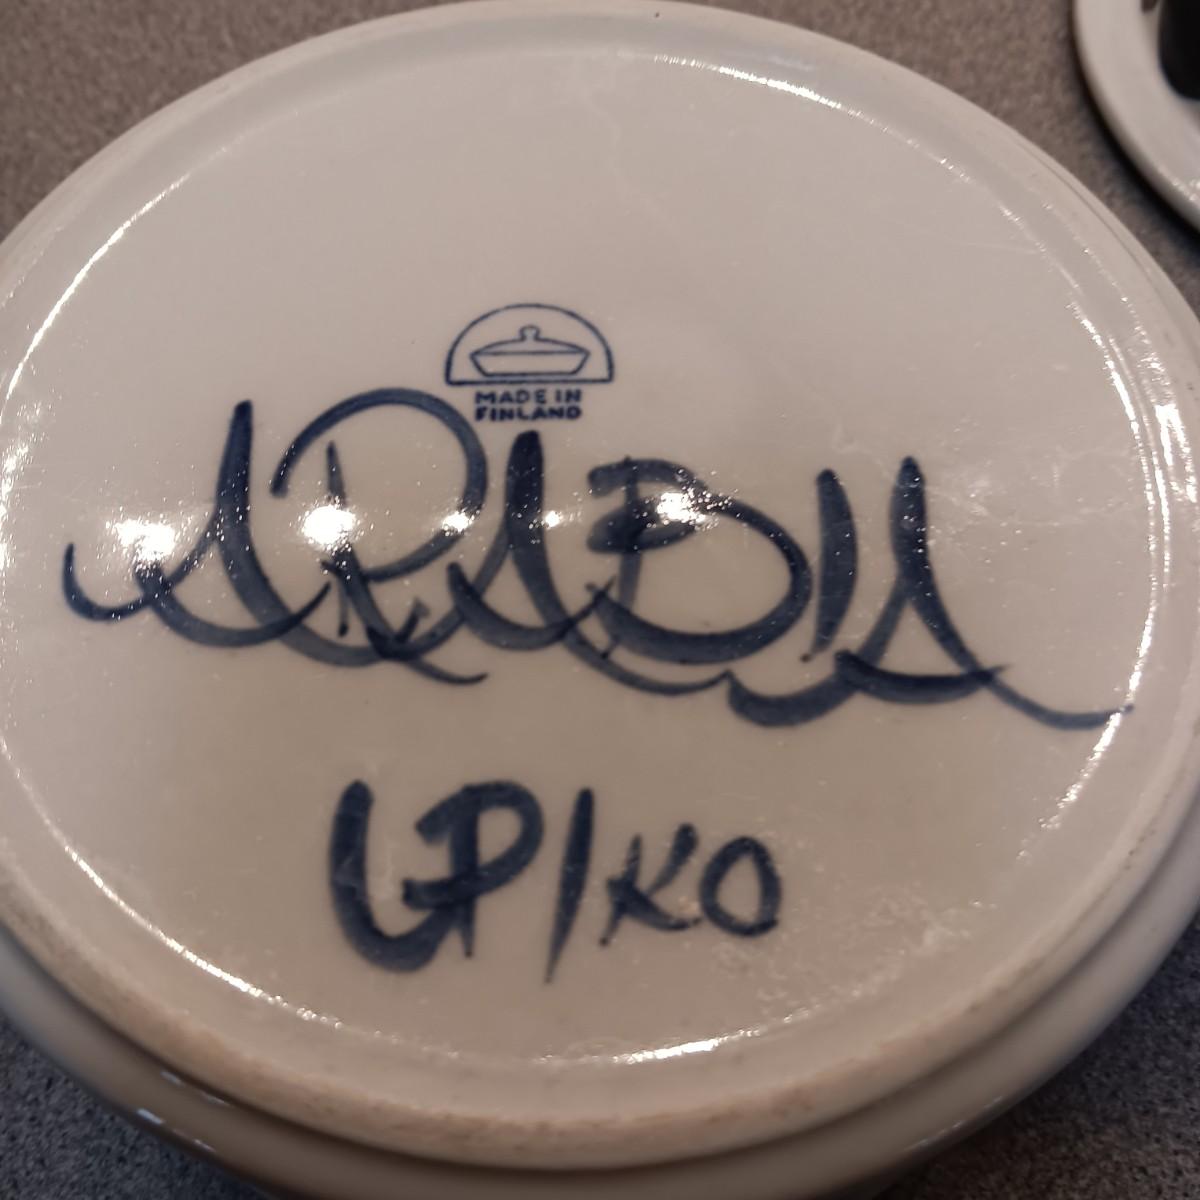 MADE IN
FINLAND
ARABIA
UP/KO